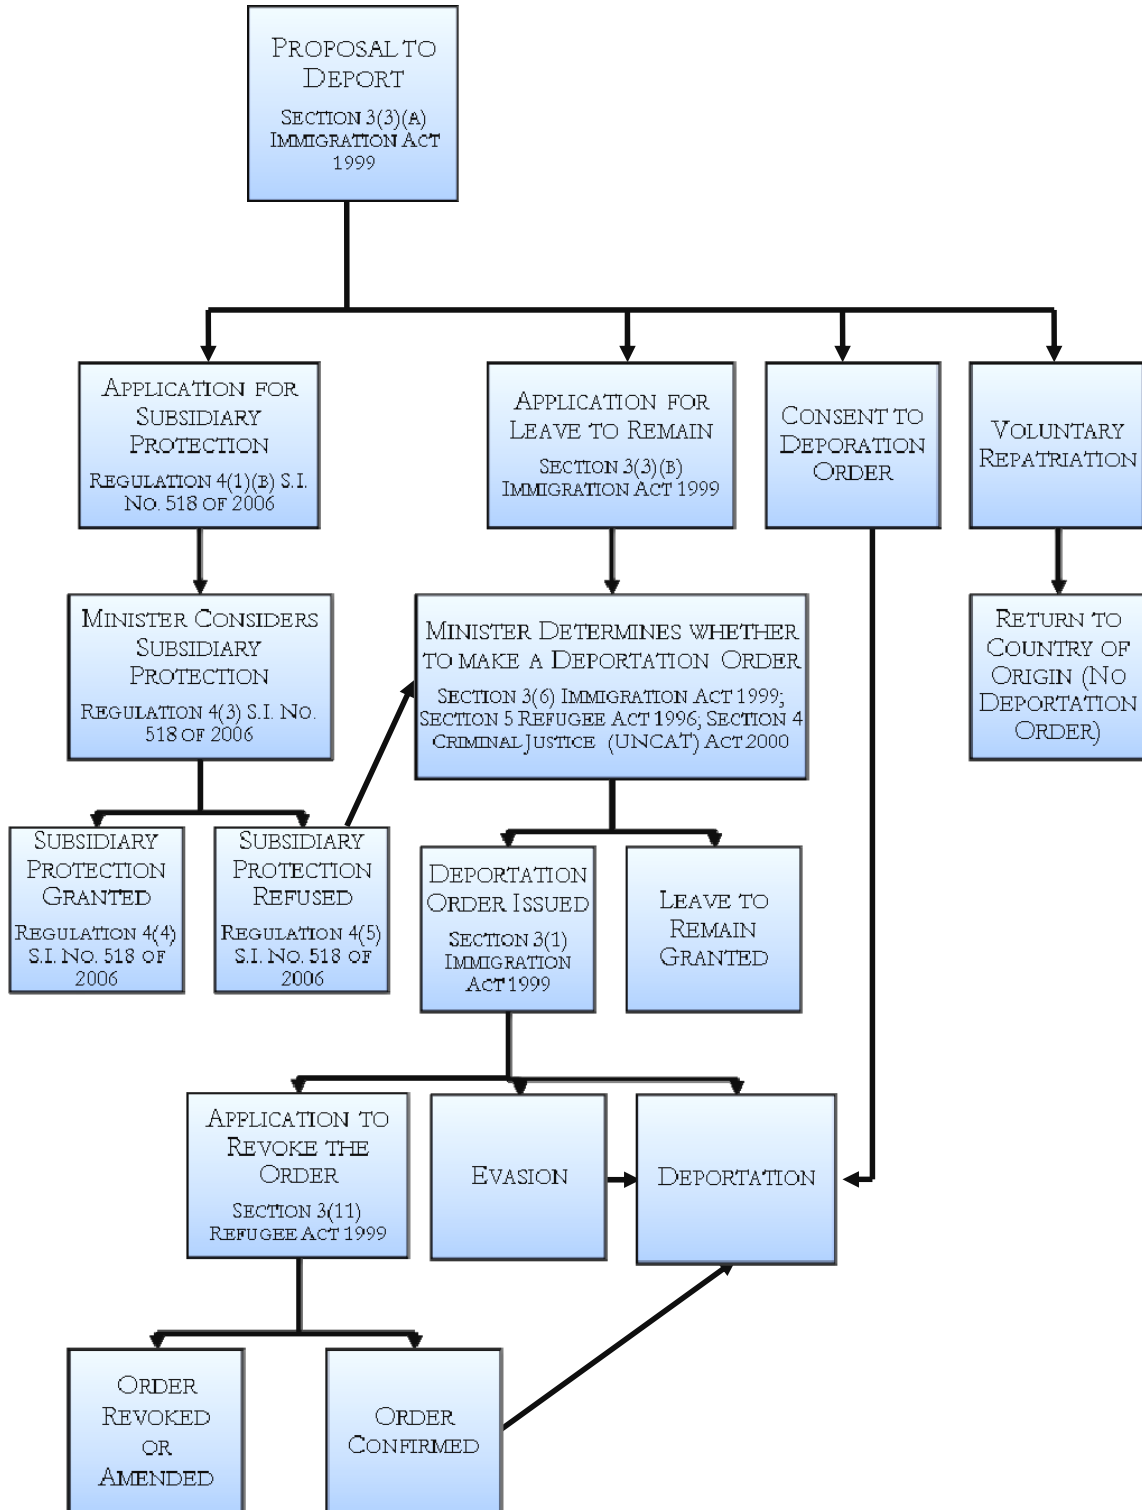 PROPOSAL TO
DEPORT
SECTION 3(3)(A)
IMMIGRATION ACT
1999
APPLICATION FOR
SUBSIDIARY
PROTECTION
REGULATION 4(1)(B) S.I.
NO. 518 OF 2006
APPLICATION FOR
LEAVE TO REMAIN
SECTION 3(3)(B)
IMMIGRATION ACT 1999
CONSENT TO
DEPORATION
ORDER
VOLUNTARY
REPATRIATION
MINISTER CONSIDERS
SUBSIDIARY
PROTECTION
REGULATION 4(3) S.I. NO.
518 OF 2006
MINISTER DETERMINES WHETHER
TO MAKE A DEPORTATION ORDER
SECTION 3(6) IMMIGRATION ACT 1999;
SECTION 5 REFUGEE ACT 1996; SECTION 4
CRIMINAL JUSTICE (UNCAT) ACT 2000
RETURN TO
COUNTRY OF
ORIGIN (NO
DEPORTATION
ORDER)
SUBSIDIARY
PROTECTION
GRANTED
REGULATION 4(4)
S.I. NO. 518 OF
2006
SUBSIDIARY
PROTECTION
REFUSED
REGULATION 4(5)
S.I. NO. 518 OF
2006
DEPORTATION
ORDER ISSUED
SECTION 3(1)
IMMIGRATION
ACT 1999
LEAVE TO
REMAIN
GRANTED
APPLICATION TO
REVOKE THE
ORDER
SECTION 3(11)
REFUGEE ACT 1999
EVASION
DEPORTATION
ORDER
REVOKED
OR
AMENDED
ORDER
CONFIRMED